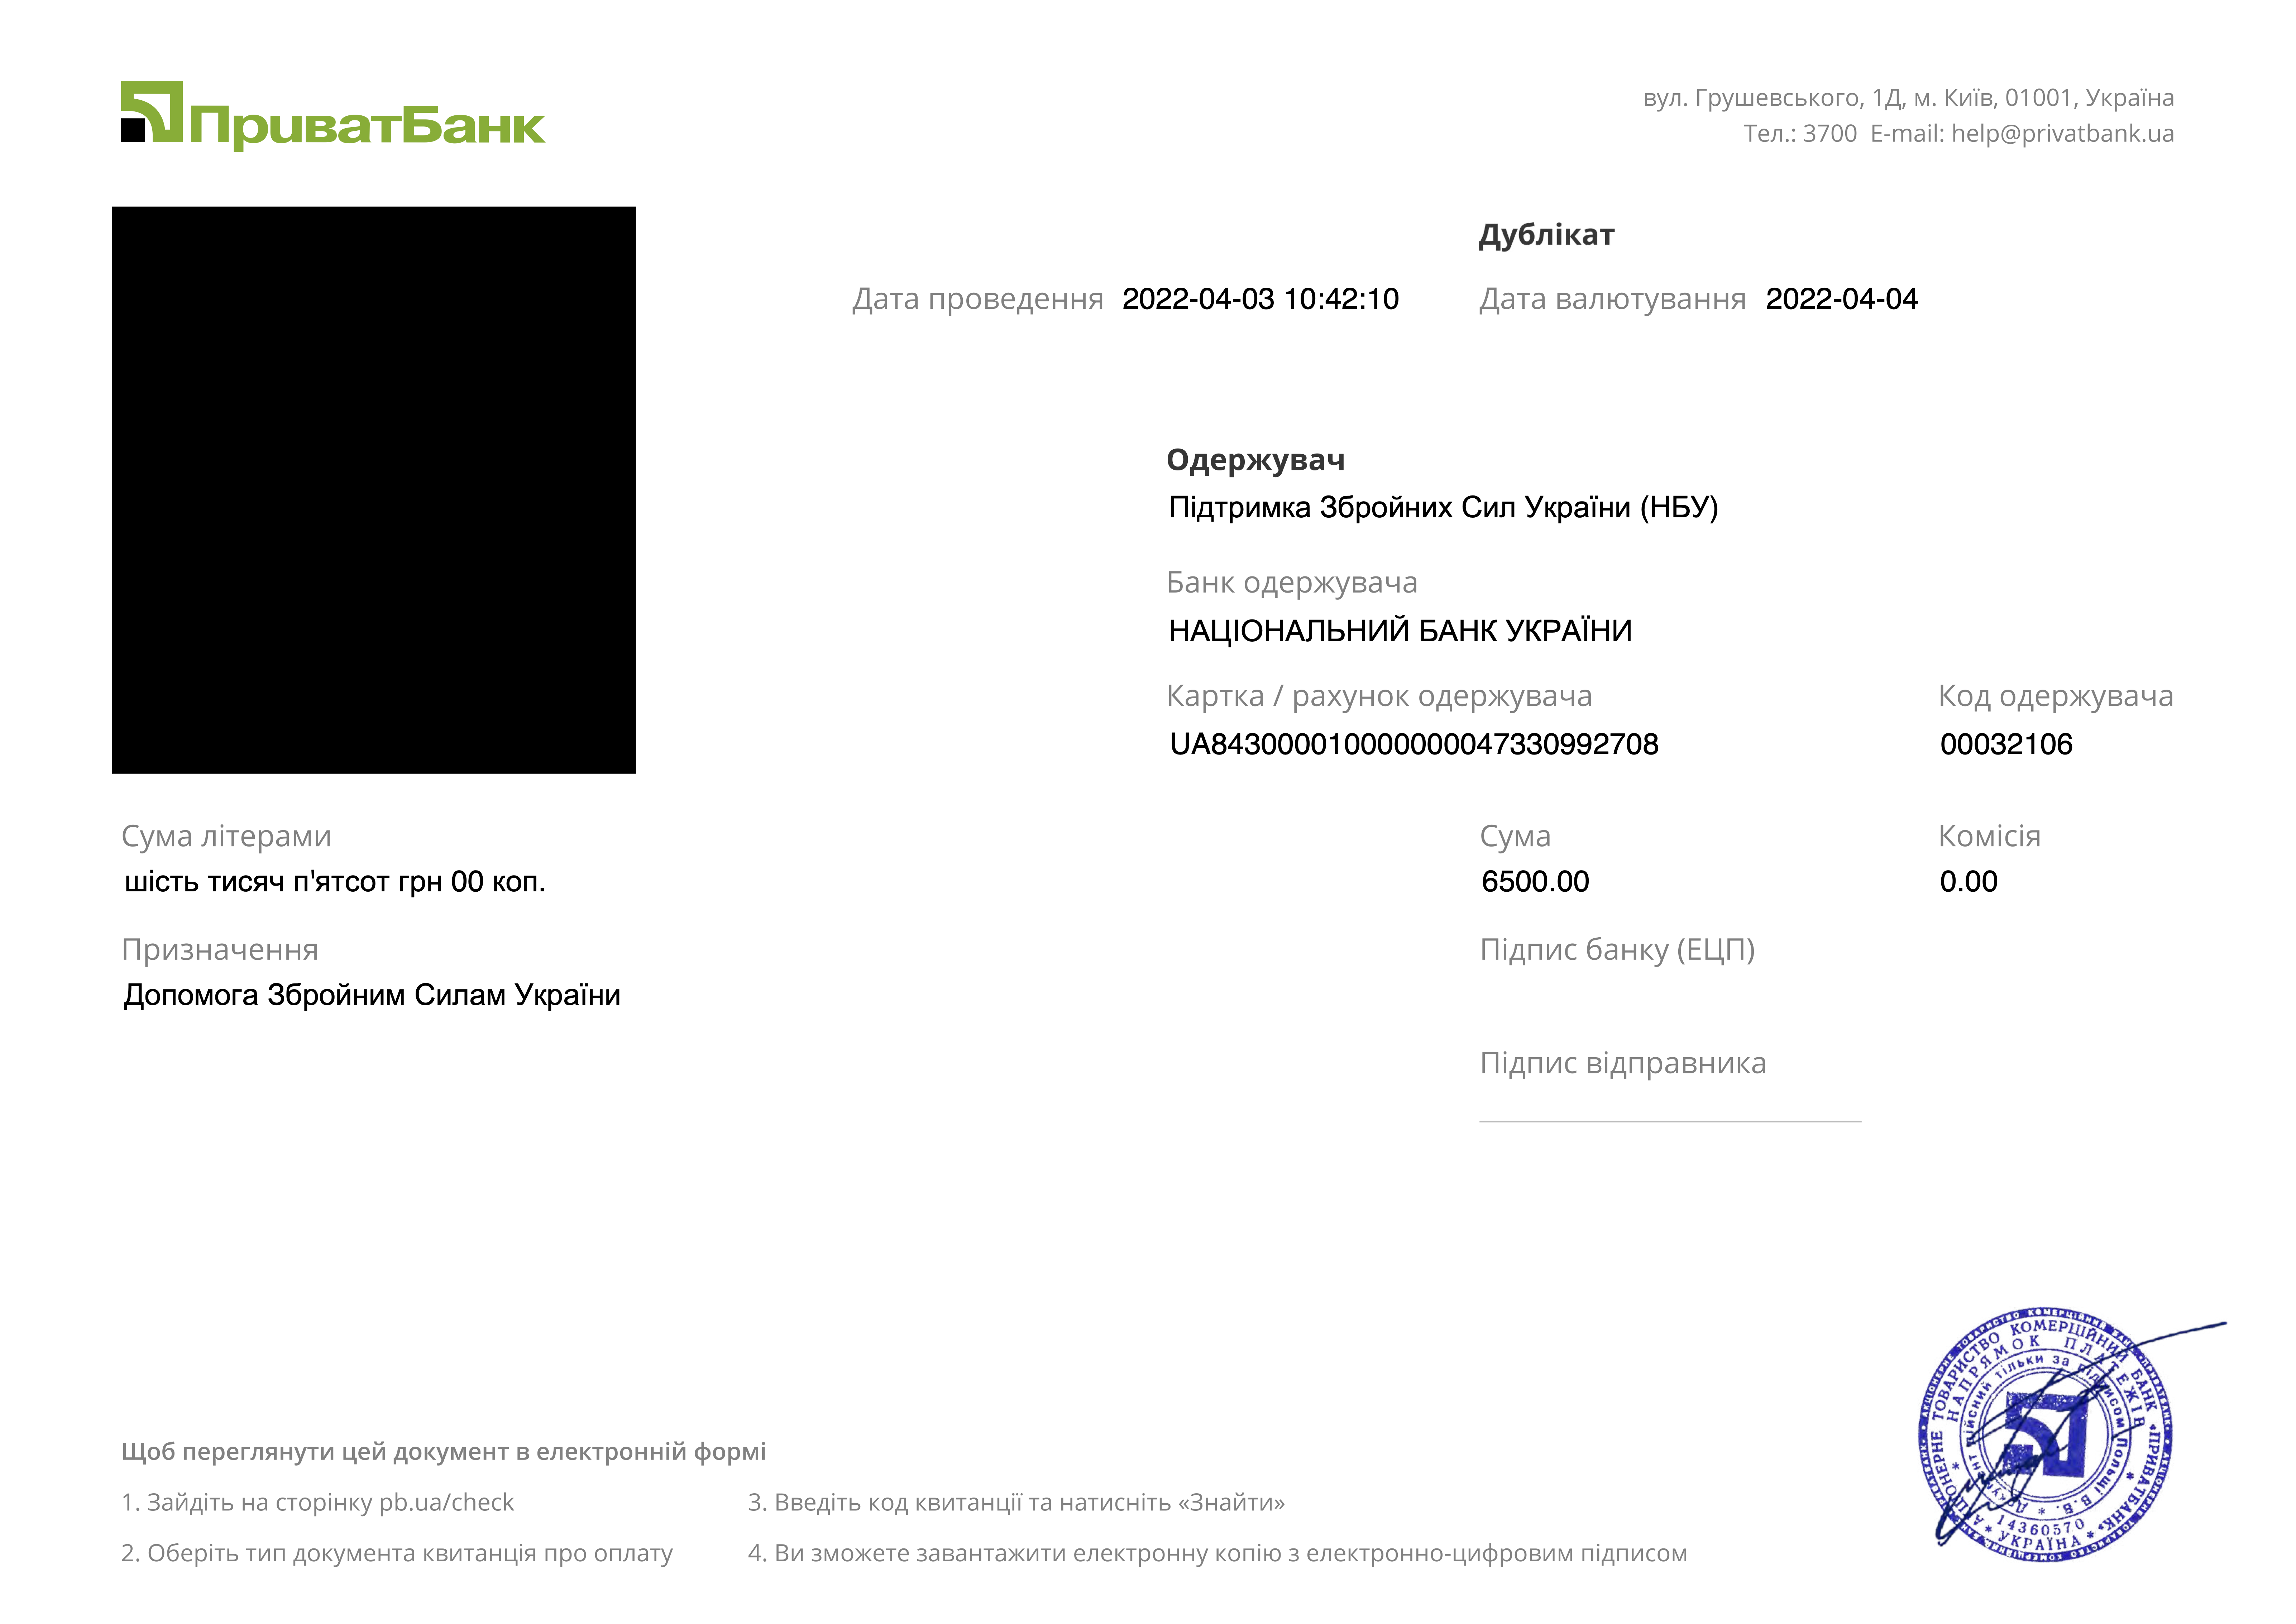 ПриватБанк
вул. Грушевського, 1Д, м. Київ, 01001, Україна
Тел.: 3700 E-mail: help@privatbank.ua
Дублікат
Дата проведення 2022-04-03 10:42:10 Дата валютування 2022-04-04
Одержувач
Підтримка Збройних Сил України (НБУ)
Банк одержувача
НАЦІОНАЛЬНИЙ БАНК УКРАЇНИ
Картка / рахунок одержувача Код одержувача
UA843000010000000047330992708 00032106
Сума літерами Сума Комісія
шість тисяч п'ятсот грн 00 коп. 6500.00 0.00
Призначення Підпис банку (ЕЦП)
Допомога Збройним Силам України
Підпис відправника
Щоб переглянути цей документ в електронній формі
1. Зайдіть на сторінку pb.ua/check
2. Оберіть тип документа квитанція про оплату
3. Введіть код квитанції та натисніть «Знайти»
4. Ви зможете завантажити електронну копію з електронно-цифровим підписом
АКЦІОНЕРНЕ ТОВАРИСТВО КОМЕРЦІЙНИЙ БАНК «ПРИВАТБАНК»
* УКРАЇНА *
НАПРЯМОК ПЛАТЕЖІВ
14360570
тільки за підписом Польщі В.В.